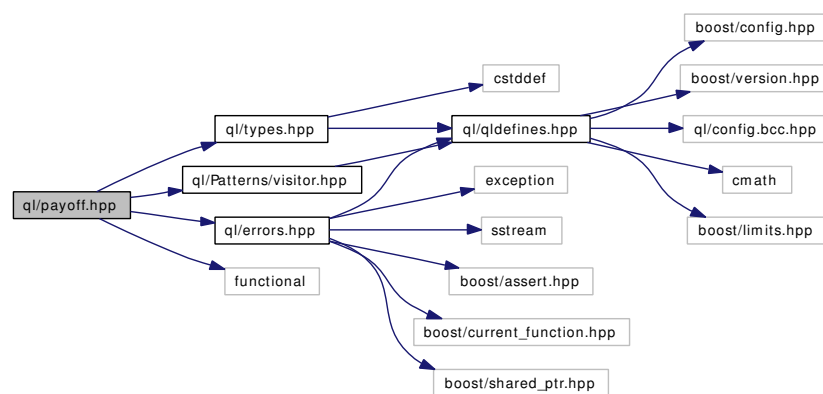 boost/config.hpp
cstddef
boost/version.hpp
ql/types.hpp
ql/qldefines.hpp
ql/config.bcc.hpp
ql/Patterns/visitor.hpp
exception
cmath
ql/payoff.hpp
ql/errors.hpp
sstream
boost/limits.hpp
functional
boost/assert.hpp
boost/current_function.hpp
boost/shared_ptr.hpp